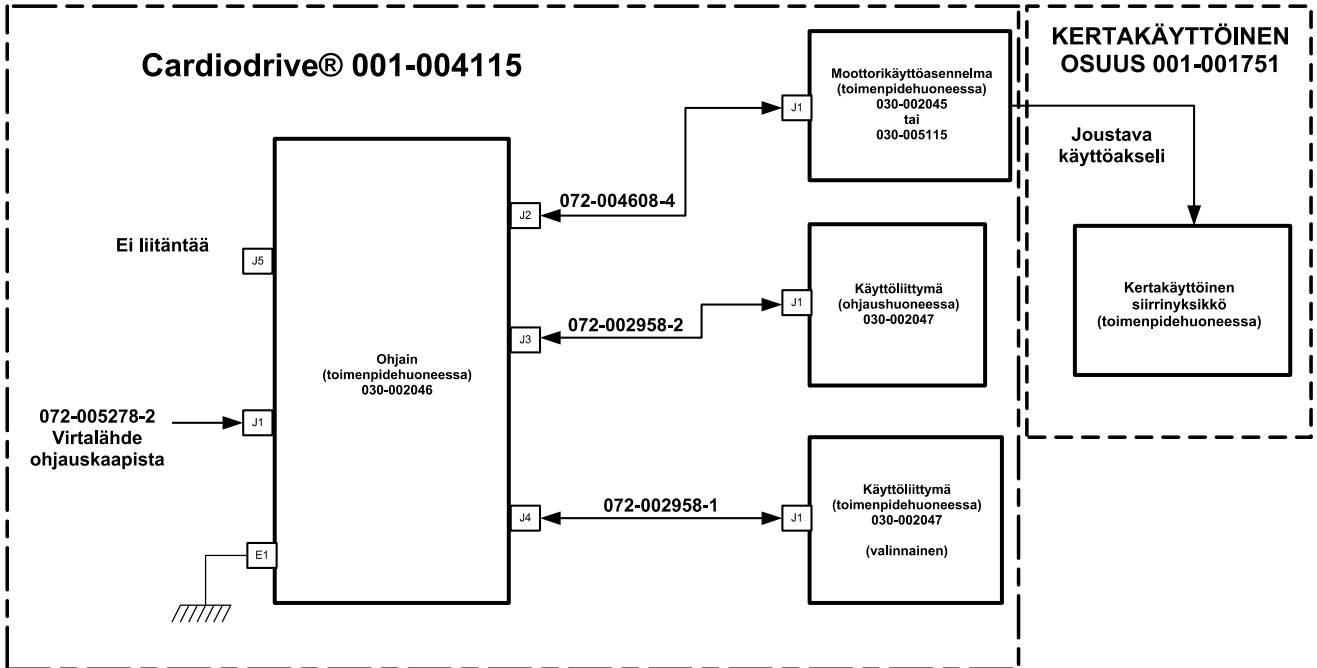 Cardiodrive® 001-004115
KERTAKÄYTTÖINEN
OSUUS 001-001751
Moottorikäyttöasennelma
(toimenpidehuoneessa)
030-002045
tai
030-005115
J1
Joustava
käyttöakseli
072-004608-4
J2
Ei liitäntää
J5
Käyttöliittymä
(ohjaushuoneessa)
030-002047
J1
Kertakäyttöinen
siirrinyksikkö
(toimenpidehuoneessa)
072-002958-2
J3
Ohjain
(toimenpidehuoneessa)
030-002046
072-005278-2
Virtalähde
ohjauskaapista
J1
072-002958-1
J4
J1
Käyttöliittymä
(toimenpidehuoneessa)
030-002047
(valinnainen)
E1